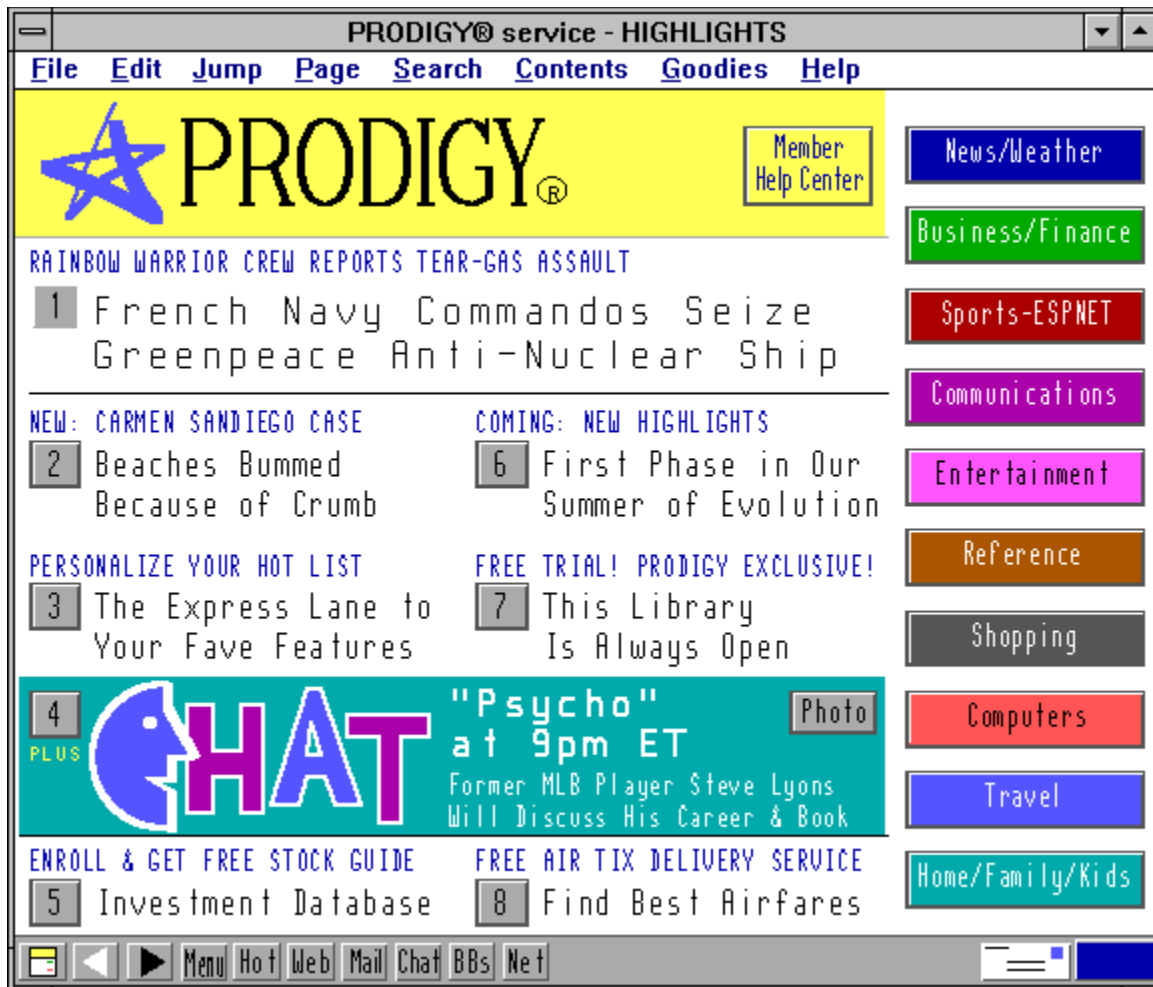 PRODIGY® service - HIGHLIGHTS
File Edit Jump Page Search Contents Goodies Help
PRODIGY®
Member
Help Center
RAINBOW WARRIOR CREW REPORTS TEAR-GAS ASSAULT
1 French Navy Commandos Seize
Greenpeace Anti-Nuclear Ship
NEW: CARMEN SANDIEGO CASE
2 Beaches Bummed
Because of Crumb
PERSONALIZE YOUR HOT LIST
3 The Express Lane to
Your Fave Features
COMING: NEW HIGHLIGHTS
6 First Phase in Our
Summer of Evolution
FREE TRIAL! PRODIGY EXCLUSIVE!
7 This Library
Is Always Open
4
PLUS
CHAT
"Psycho"
at 9pm ET
Former MLB Player Steve Lyons
Will Discuss His Career & Book
Photo
ENROLL & GET FREE STOCK GUIDE
5 Investment Database
FREE AIR TIX DELIVERY SERVICE
8 Find Best Airfares
News/Weather
Business/Finance
Sports-ESPNET
Communications
Entertainment
Reference
Shopping
Computers
Travel
Home/Family/Kids
Menu Hot Web Mail Chat BBs Net